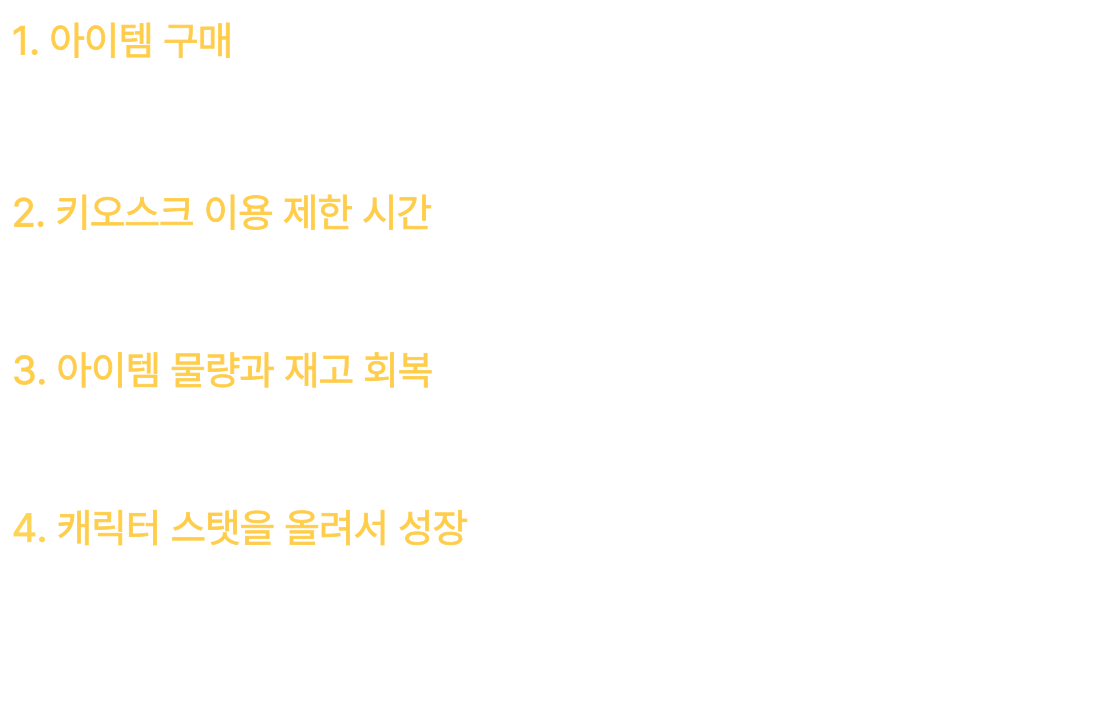 1. 아이템 구매
2. 키오스크 이용 제한 시간
3. 아이템 물량과 재고 회복
4. 캐릭터 스탯을 올려서 성장